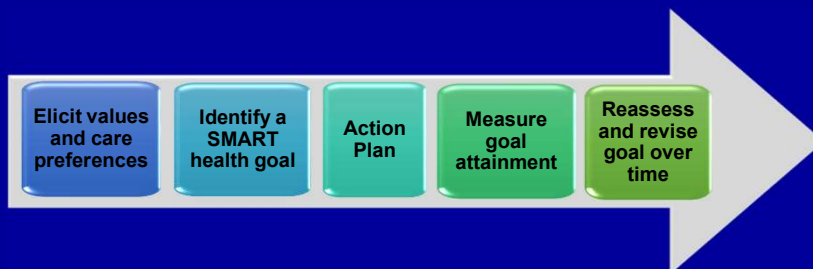 Elicit values
and care
preferences
Identify a
SMART
health goal
Action
Plan
Measure
goal
attainment
Reassess
and revise
goal over
time